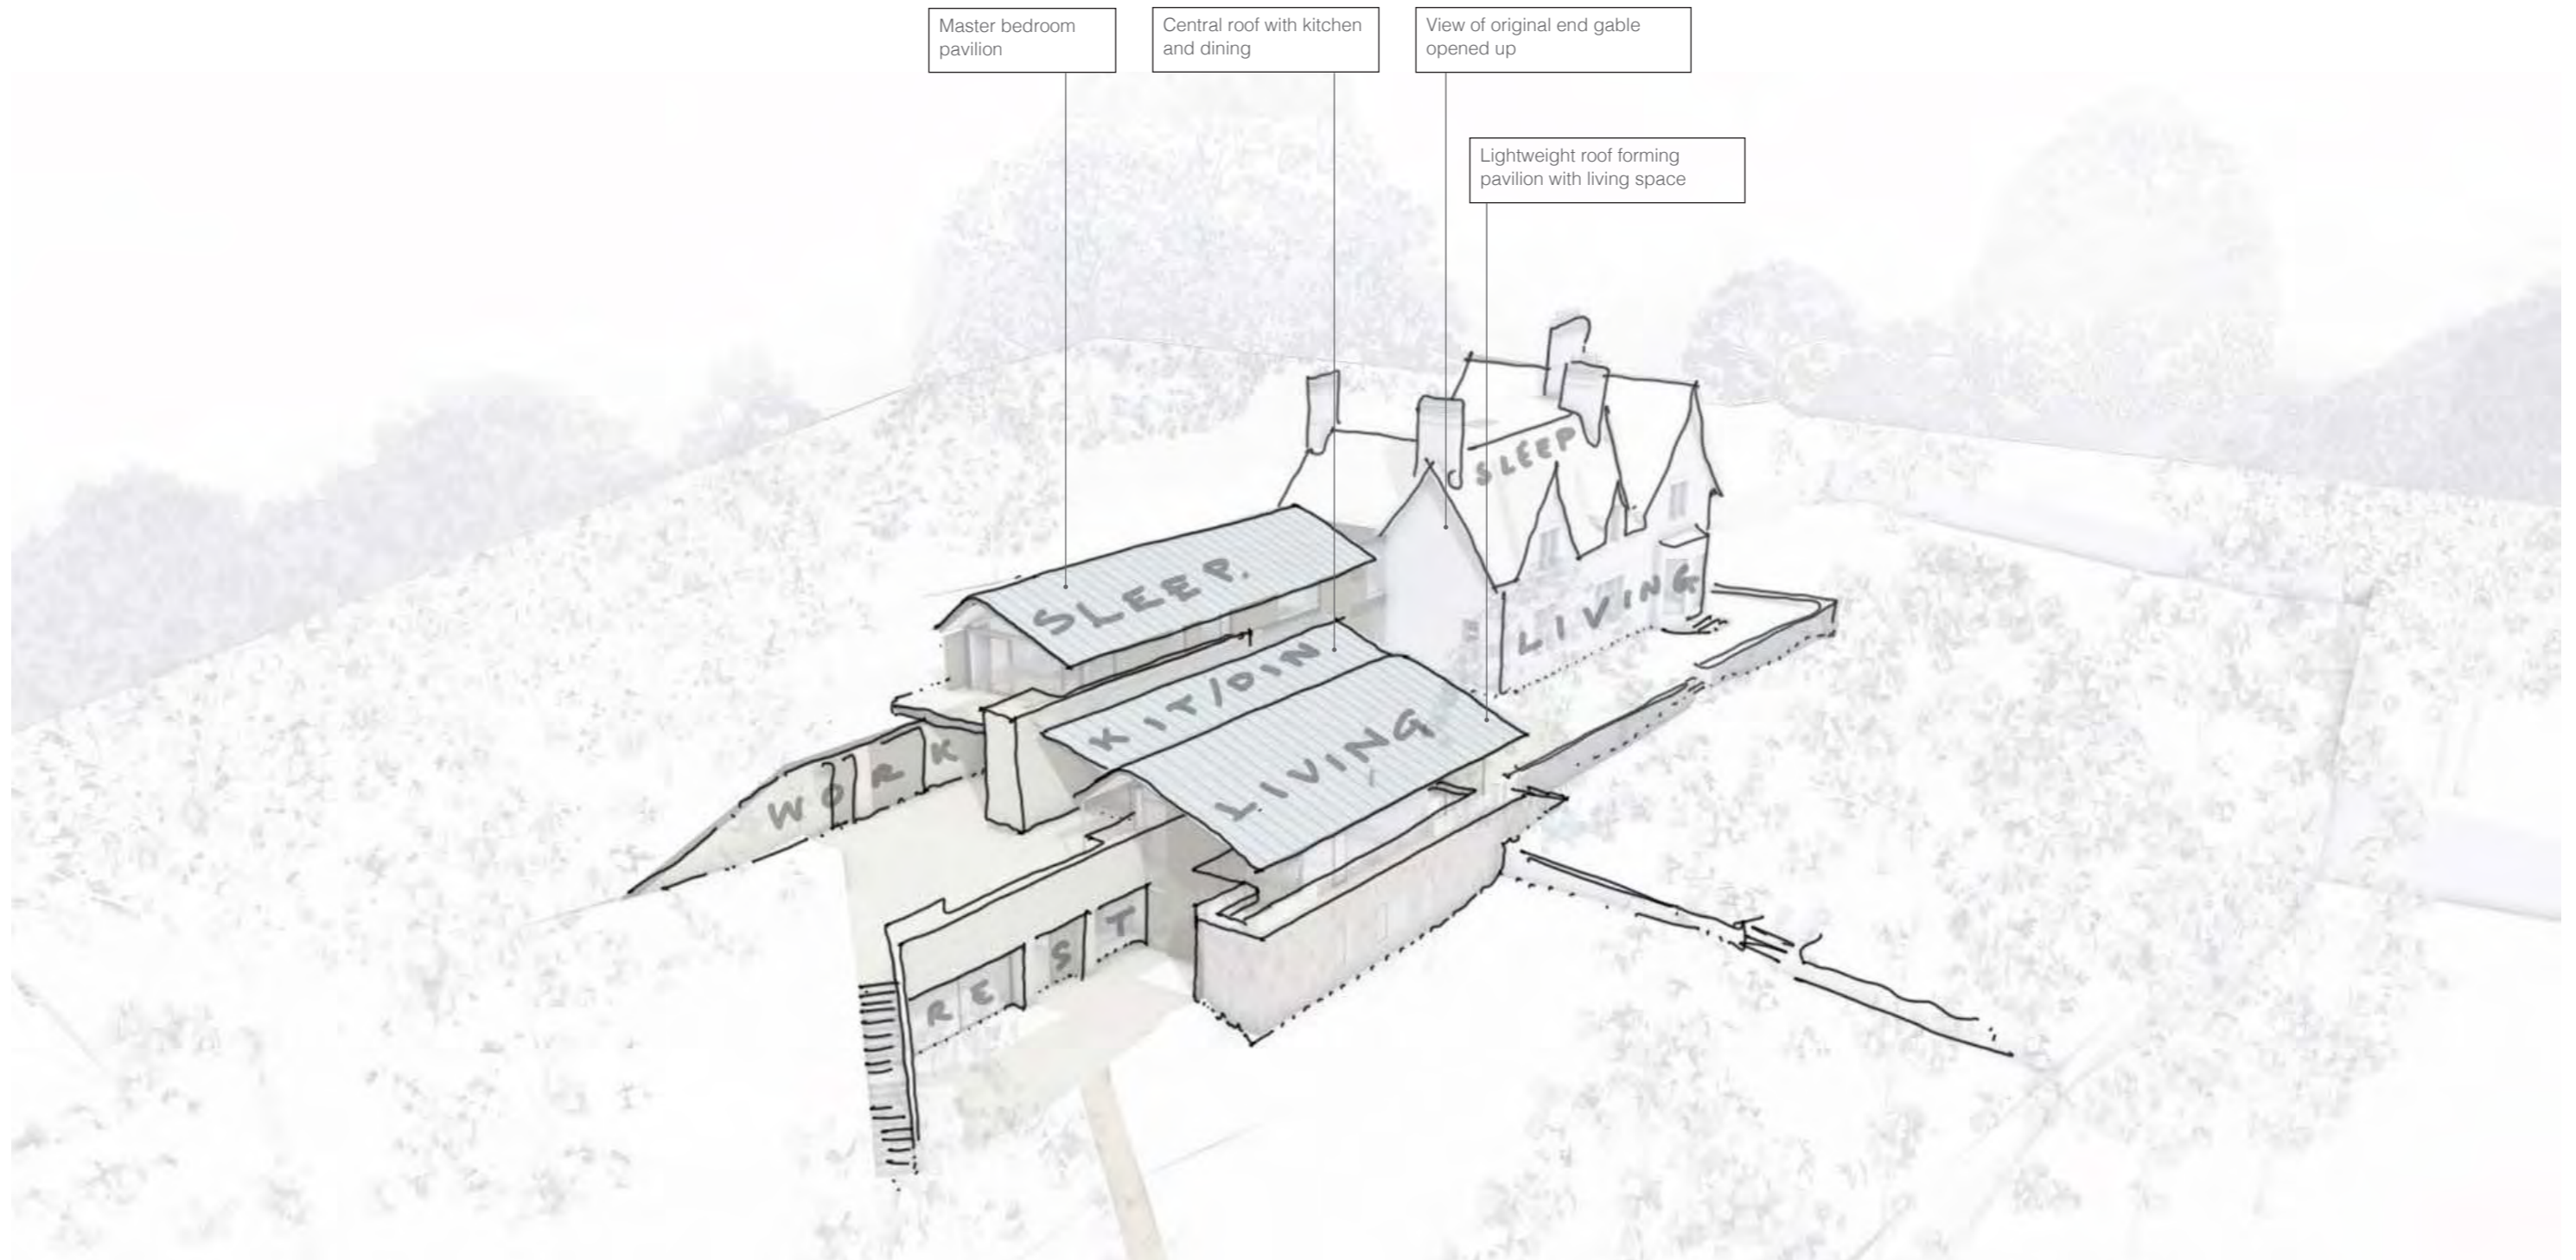 Master bedroom
pavilion
Central roof with kitchen
and dining
View of original end gable
opened up
Lightweight roof forming
pavilion with living space
SLEEP
SLEEP.
LIVING
KIT/DIN
LIVING
WORK
REST